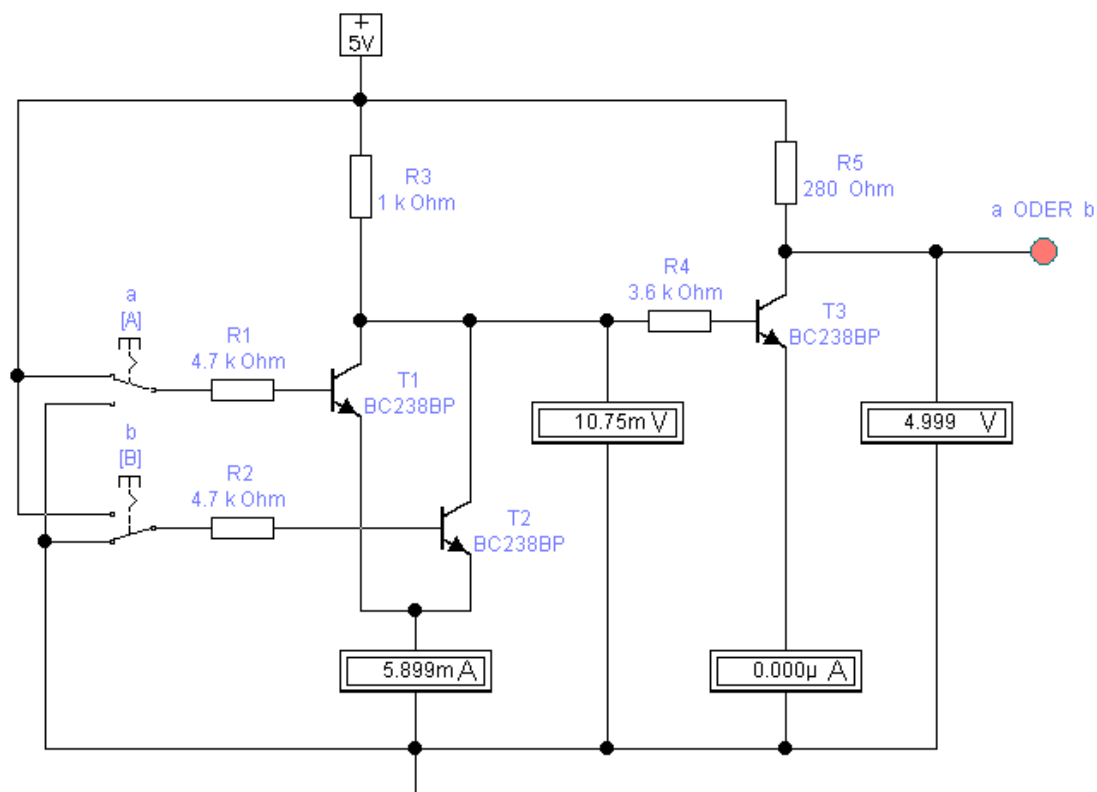 +
5V
R3
1 k Ohm
R5
280 Ohm
a ODER b
R4
3.6 k Ohm
a
[A]
R1
4.7 k Ohm
T3
BC238BP
T1
BC238BP
10.75m V
4.999 V
b
[B]
R2
4.7 k Ohm
T2
BC238BP
5.899m A
0.000µ A